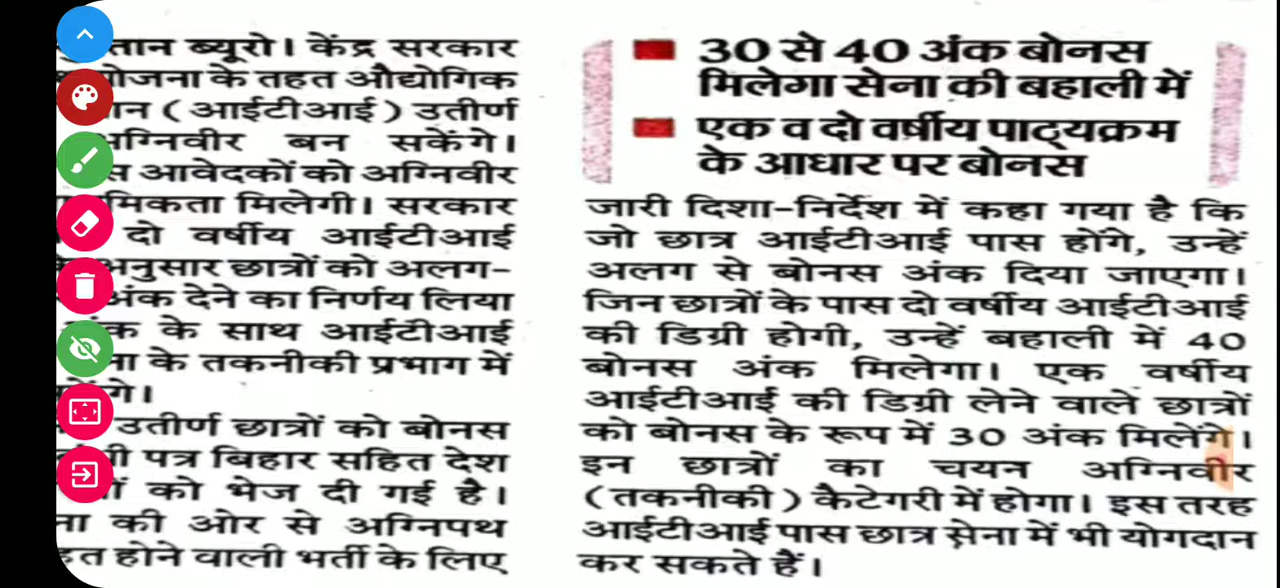 ब्यूरो। केंद्र सरकार
के तहत औद्योगिक
(आईटीआई) उतीर्ण
अग्निवीर बन सकेंगे।
आवेदकों को अग्निवीर
मिलेगी। सरकार
दो वर्षीय आईटीआई
अनुसार छात्रों को अलग-
अंक देने का निर्णय लिया
के साथ आईटीआई
के तकनीकी प्रभाग में
उतीर्ण छात्रों को बोनस
पत्र बिहार सहित देश
को भेज दी गई है।
की ओर से अग्निपथ
होने वाली भर्ती के लिए
30 से 40 अंक बोनस
मिलेगा सेना की बहाली में
एक व दो वर्षीय पाठ्यक्रम
के आधार पर बोनस
जारी दिशा-निर्देश में कहा गया है कि
जो छात्र आईटीआई पास होंगे, उन्हें
अलग से बोनस अंक दिया जाएगा।
जिन छात्रों के पास दो वर्षीय आईटीआई
की डिग्री होगी, उन्हें बहाली में 40
बोनस अंक मिलेगा। एक वर्षीय
आईटीआई की डिग्री लेने वाले छात्रों
को बोनस के रूप में 30 अंक मिलेंगे।
इन छात्रों का चयन अग्निवीर
(तकनीकी) कैटेगरी में होगा। इस तरह
आईटीआई पास छात्र सेना में भी योगदान
कर सकते हैं।